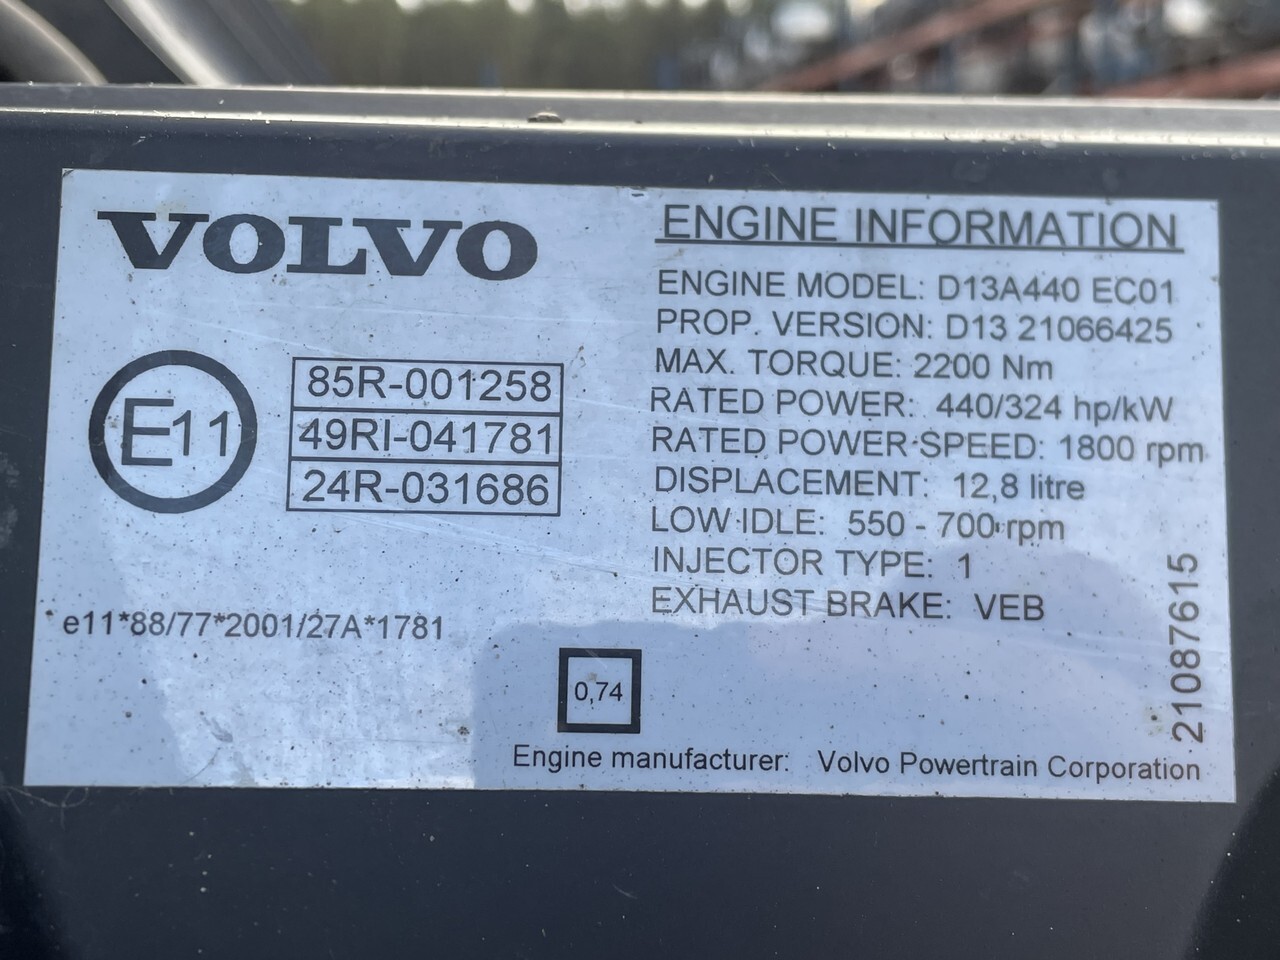 VOLVO
E11
85R-001258
49RI-041781
24R-031686
e11*88/77*2001/27A*1781
ENGINE INFORMATION
ENGINE MODEL: D13A440 EC01
PROP. VERSION: D13 21066425
MAX. TORQUE: 2200 Nm
RATED POWER: 440/324 hp/kW
RATED POWER SPEED: 1800 rpm
DISPLACEMENT: 12,8 litre
LOW IDLE: 550 - 700 rpm
INJECTOR TYPE: 1
EXHAUST BRAKE: VEB
21087615
0,74
Engine manufacturer: Volvo Powertrain Corporation